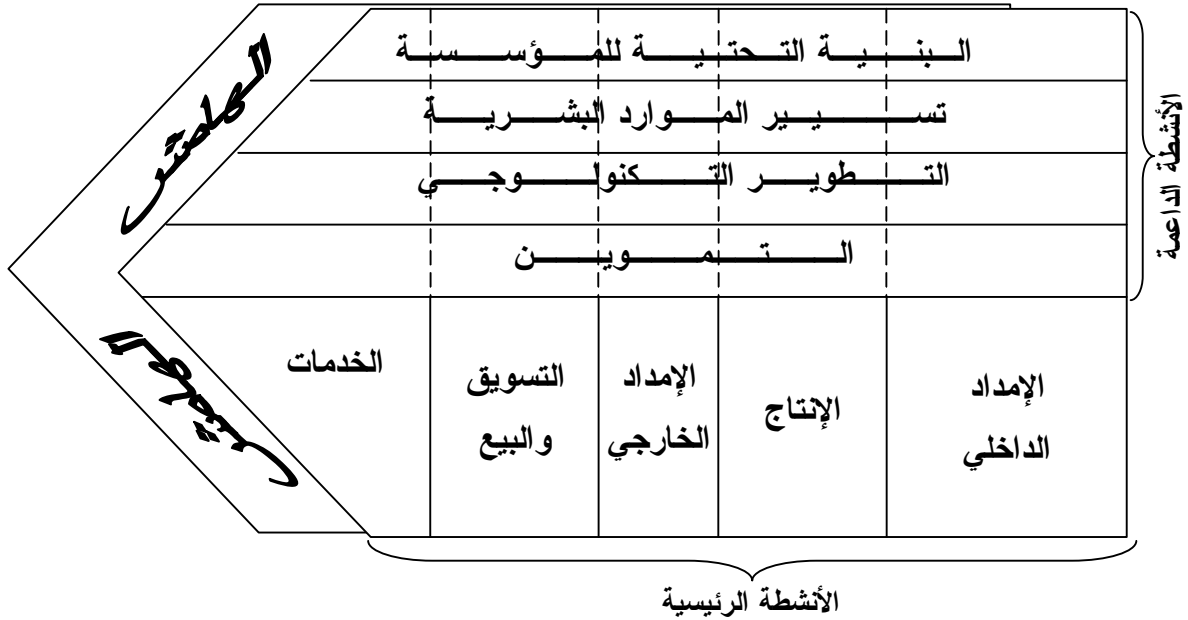 البنية التحتية للمؤسسة
تسيير الموارد البشرية
التطوير التكنولوجي
التموين
الأنشطة الداعمة
الهامش
الإمداد
الداخلي
الإنتاج
الإمداد
الخارجي
التسويق
والبيع
الخدمات
الهامش
الأنشطة الرئيسية